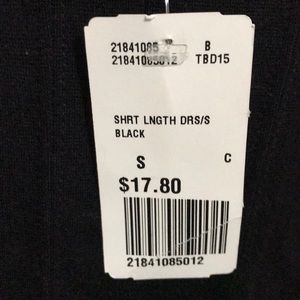 21841085 B
21841085012 TBD15
SHRT LNGTH DRS/S
BLACK
S C
$17.80
21841085012